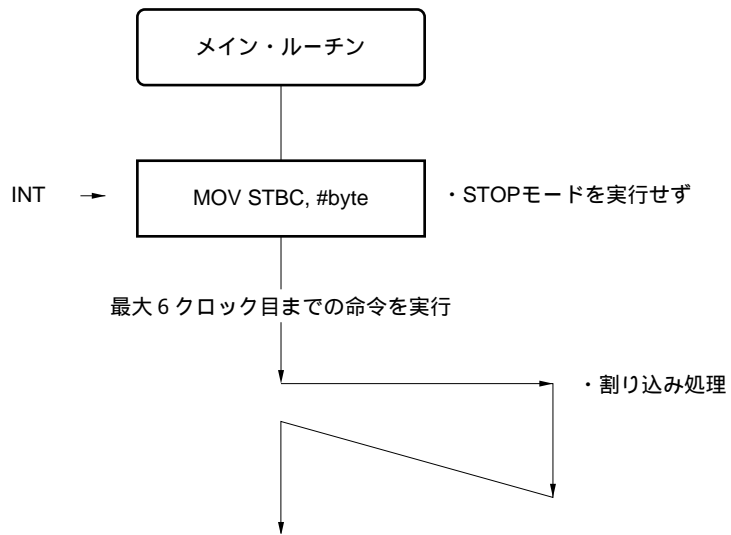 メイン・ルーチン
INT → MOV STBC, #byte ・STOPモードを実行せず
最大6クロック目までの命令を実行
・割り込み処理